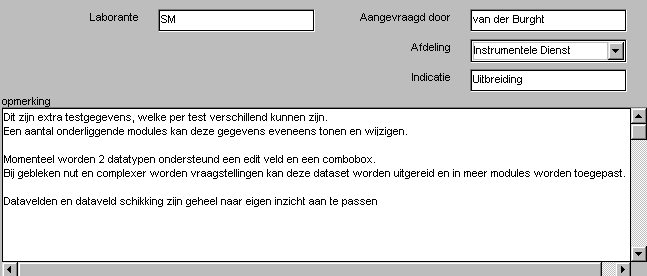 Laborante SM Aangevraagd door van der Burght
Afdeling Instrumentele Dienst
Indicatie Uitbreiding
opmerking
Dit zijn extra testgegevens, welke per test verschillend kunnen zijn.
Een aantal onderliggende modules kan deze gegevens eveneens tonen en wijzigen.
Momenteel worden 2 datatypen ondersteund een edit veld en een combobox.
Bij gebleken nut en complexer worden vraagstellingen kan deze dataset worden uitgereid en in meer modules worden toegepast.
Datavelden en dataveld schikking zijn geheel naar eigen inzicht aan te passen